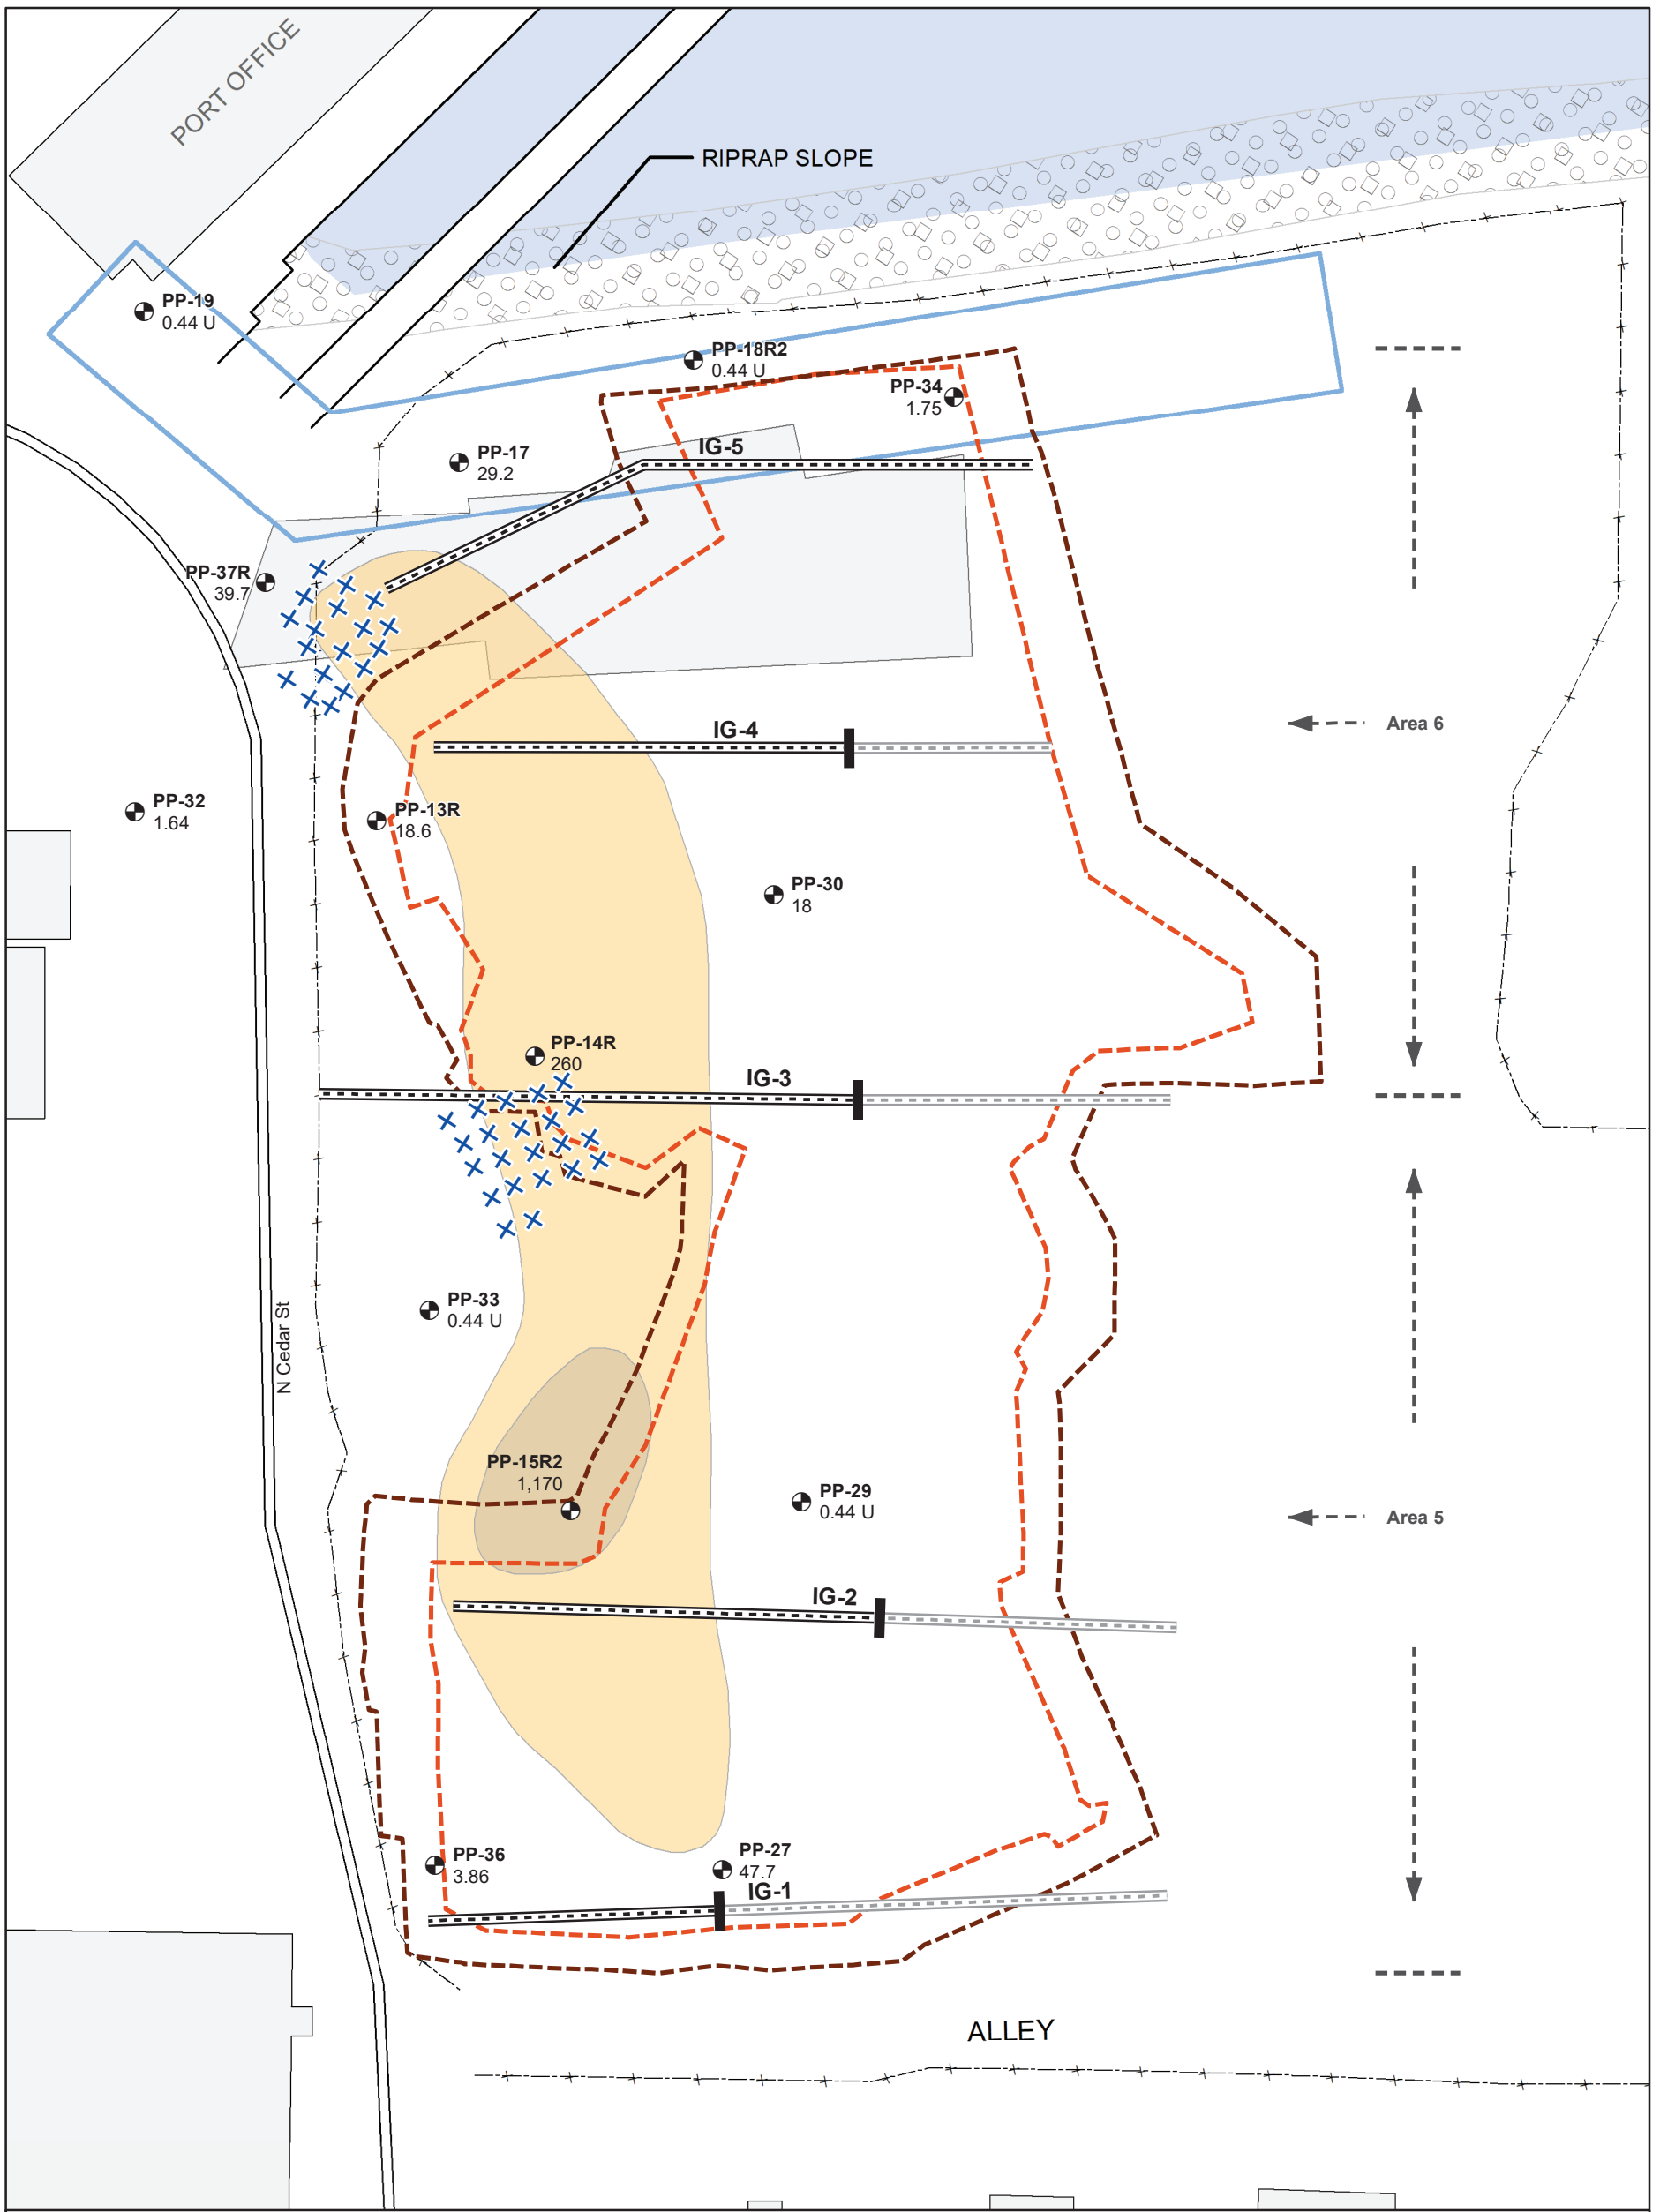 PORT OFFICE
RIPRAP SLOPE
PP-19
0.44 U
PP-18R2
0.44 U
PP-34
1.75
IG-5
PP-17
29.2
PP-37R
39.7
IG-4
Area 6
PP-32
1.64
PP-13R
18.6
PP-30
18
PP-14R
260
IG-3
PP-33
0.44 U
N Cedar St
PP-15R2
1,170
PP-29
0.44 U
Area 5
IG-2
PP-36
3.86
PP-27
47.7
IG-1
ALLEY